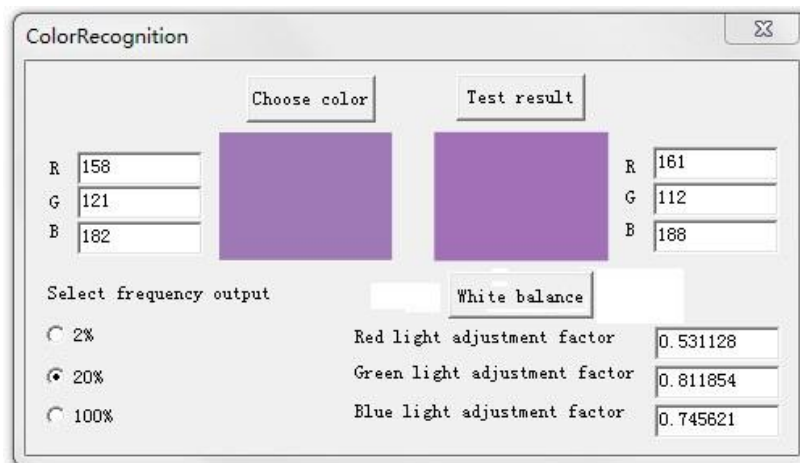 ColorRecognition
Choose color
Test result
R 158
G 121
B 182
R 161
G 112
B 188
Select frequency output
White balance
2%
20%
100%
Red light adjustment factor 0.531128
Green light adjustment factor 0.811854
Blue light adjustment factor 0.745621